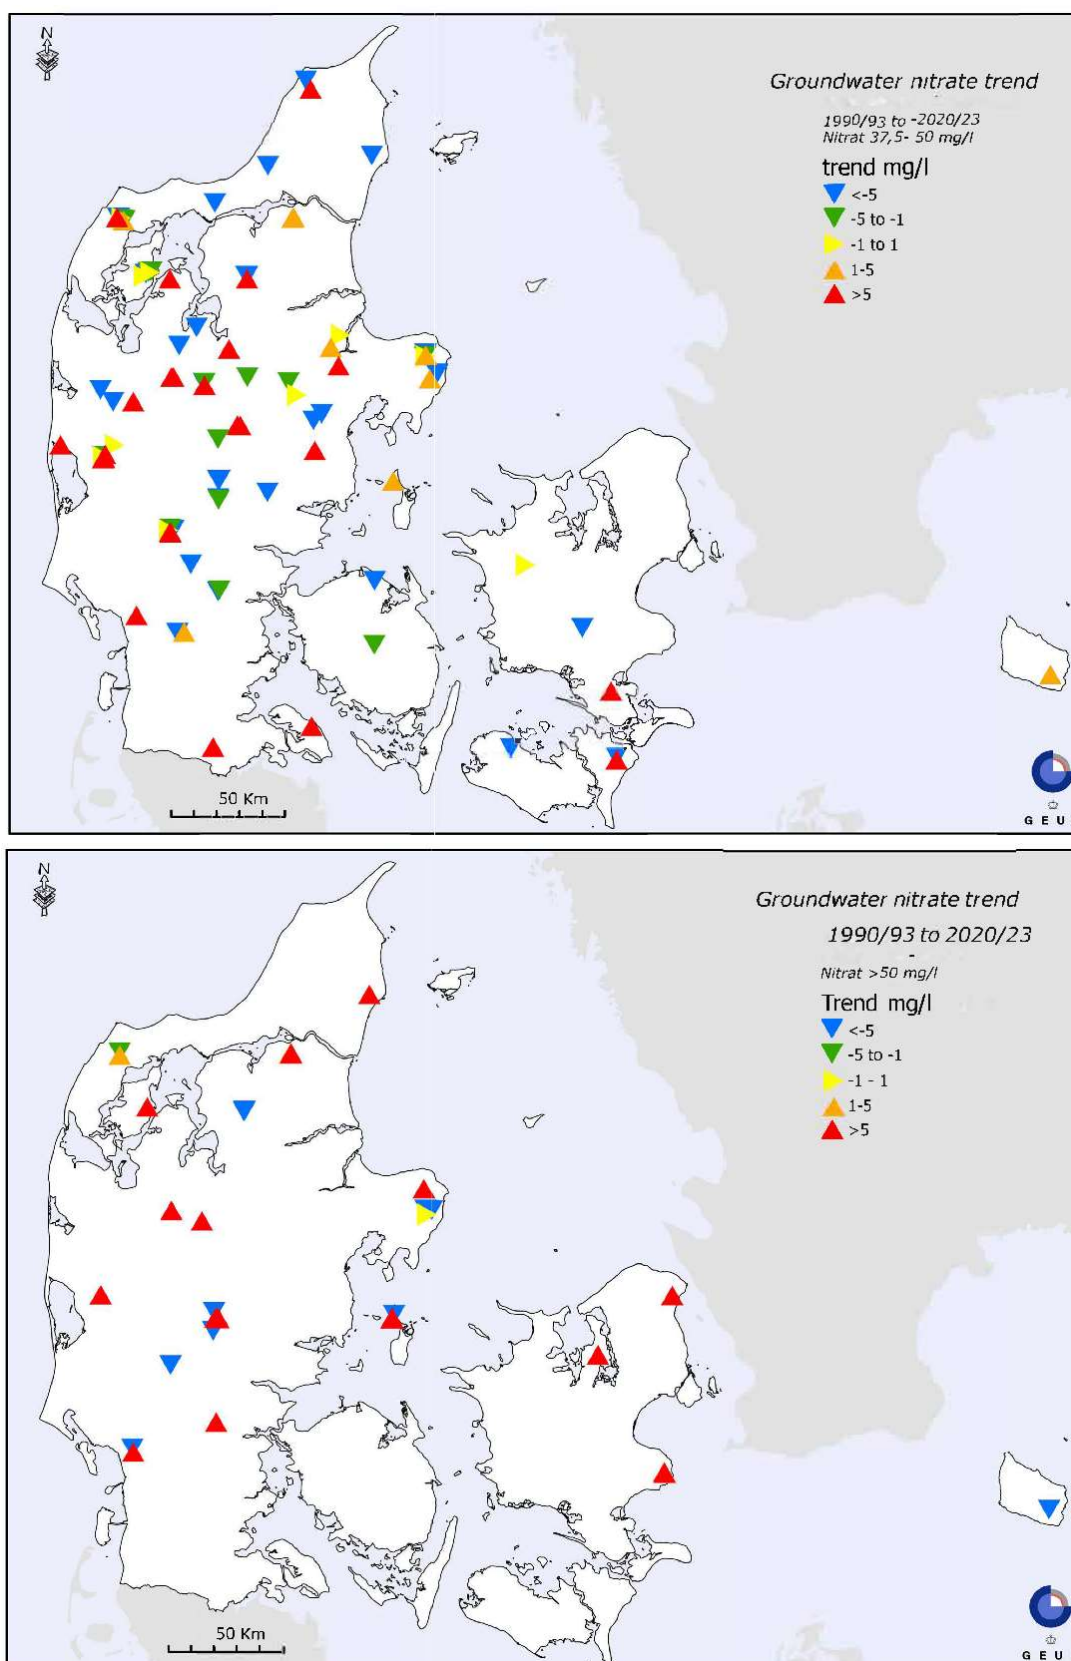 N
Groundwater nitrate trend
1990/93 to -2020/23
Nitrat 37,5- 50 mg/l
trend mg/l
<-5
-5 to -1
-1 to 1
1-5
>5
50 Km
G E U
N
Groundwater nitrate trend
1990/93 to 2020/23
-
Nitrat >50 mg/l
Trend mg/l
<-5
-5 to -1
-1 - 1
1-5
>5
50 Km
G E U